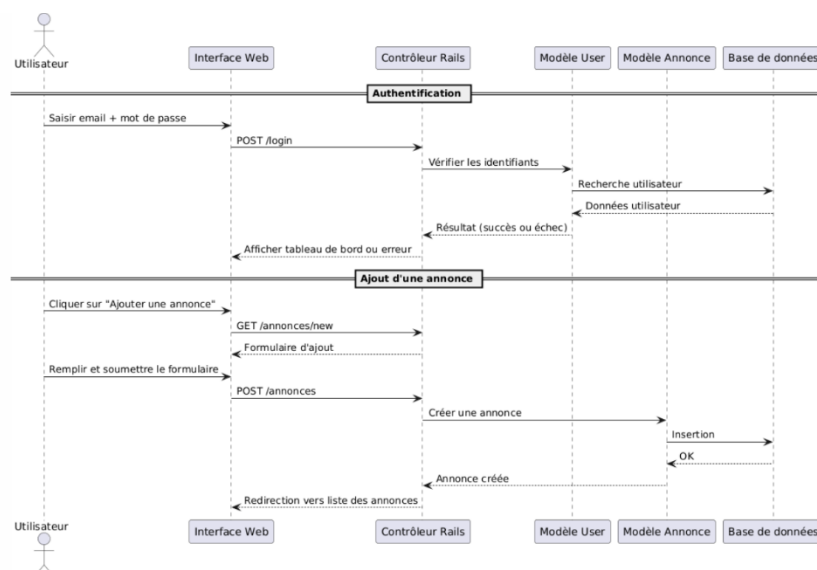 Utilisateur
Interface Web
Contrôleur Rails
Modèle User
Modèle Annonce
Base de données
Authentification
Saisir email + mot de passe
POST /login
Vérifier les identifiants
Recherche utilisateur
Données utilisateur
Résultat (succès ou échec)
Afficher tableau de bord ou erreur
Ajout d'une annonce
Cliquer sur "Ajouter une annonce"
GET /annonces/new
Formulaire d'ajout
Remplir et soumettre le formulaire
POST /annonces
Créer une annonce
Insertion
OK
Annonce créée
Redirection vers liste des annonces
Utilisateur
Interface Web
Contrôleur Rails
Modèle User
Modèle Annonce
Base de données